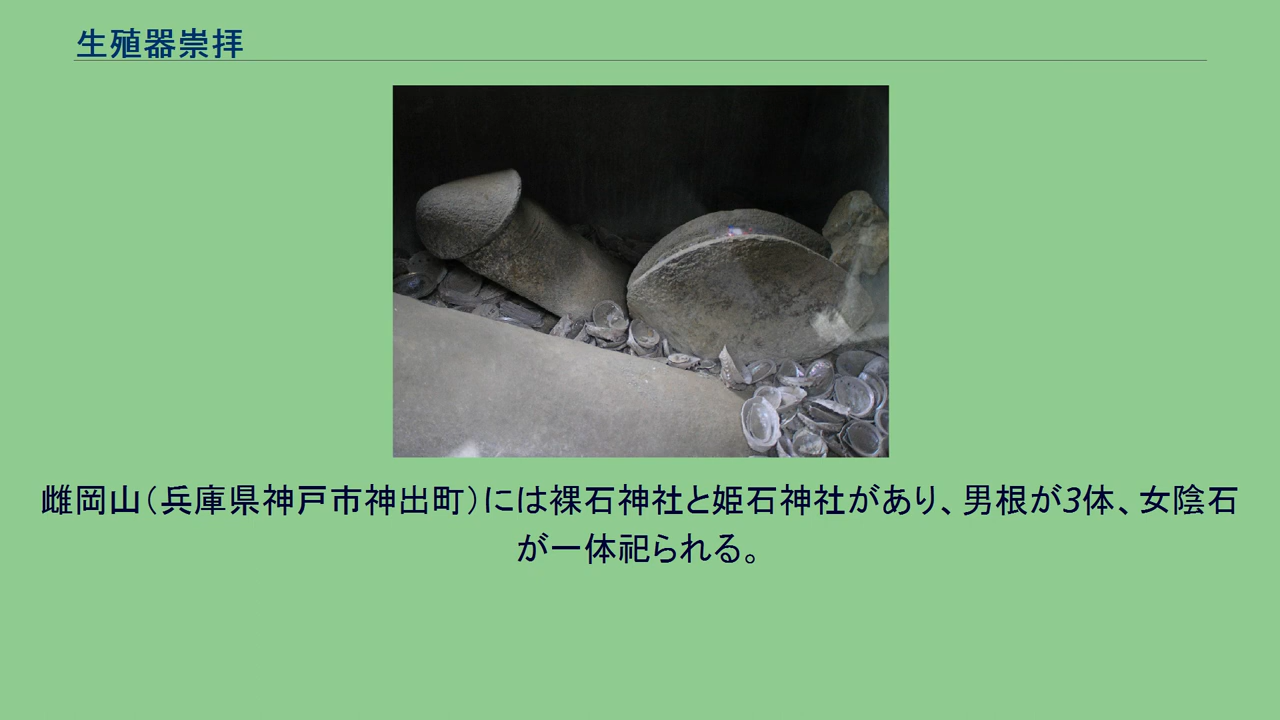 生殖器崇拝
雌岡山(兵庫県神戸市神出町)には裸石神社と姫石神社があり、男根が3体、女陰石
が一体祀られる。